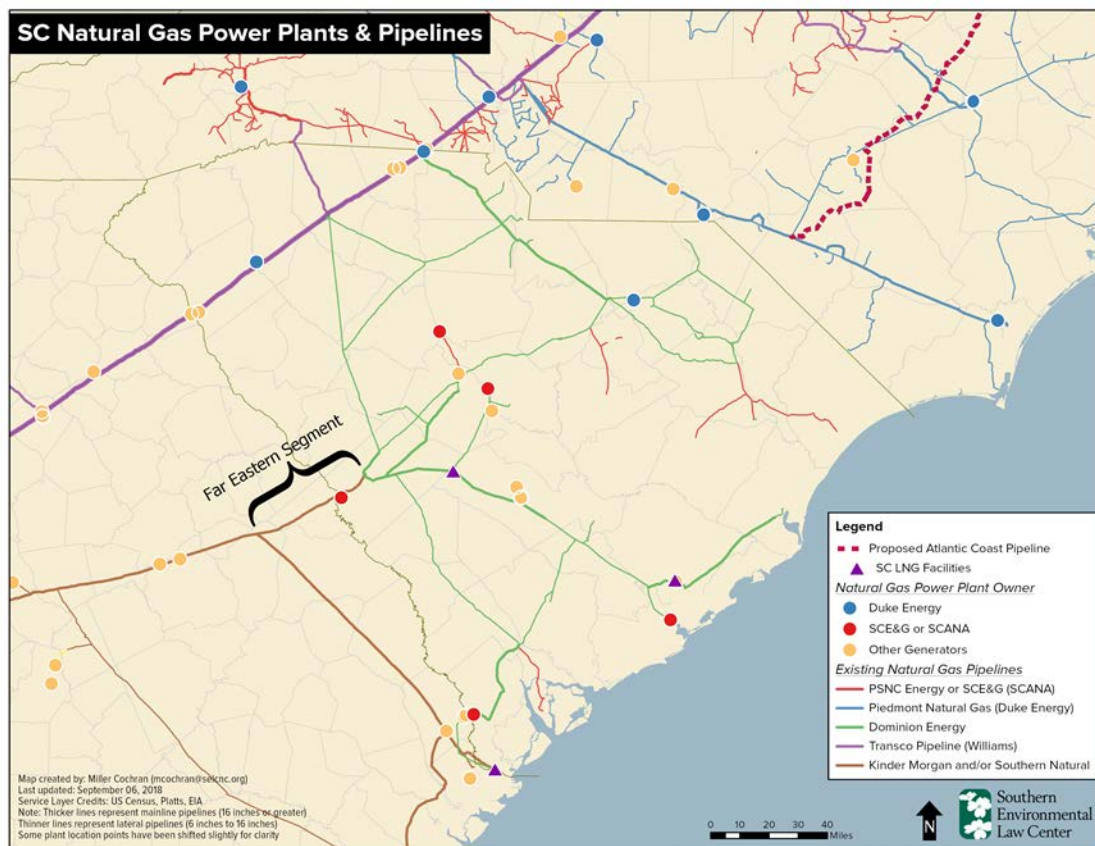 SC Natural Gas Power Plants & Pipelines
Far Eastern Segment
Legend
Proposed Atlantic Coast Pipeline
SC LNG Facilities
Natural Gas Power Plant Owner
Duke Energy
SCE&G or SCANA
Other Generators
Existing Natural Gas Pipelines
PSNC Energy or SCE&G (SCANA)
Piedmont Natural Gas (Duke Energy)
Dominion Energy
Transco Pipeline (Williams)
Kinder Morgan and/or Southern Natural
Map created by: Miller Cochran (mcochran@selcnc.org)
Last updated: September 06, 2018
Service Layer Credits: US Census, Platts, EIA
Note: Thicker lines represent mainline pipelines (16 inches or greater)
Thinner lines represent lateral pipelines (6 inches to 16 inches)
Some plant location points have been shifted slightly for clarity
0 10 20 30 40
Miles
N
Southern
Environmental
Law Center